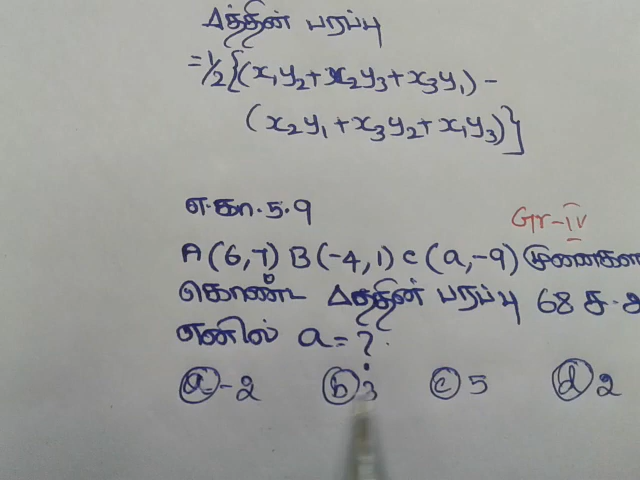 Δத்தின் பரப்பு
= 1/2 {(x₁y₂+x₂y₃+x₃y₁) -
(x₂y₁+x₃y₂+x₁y₃)}
எ.கா.5.9
Gr-IV
A(6,7) B(-4,1) C(a,-9) முனைகளை
கொண்ட Δத்தின் பரப்பு 68 ச.அ
எனில் a=?
(a) -2 (b) 3 (c) 5 (d) 2